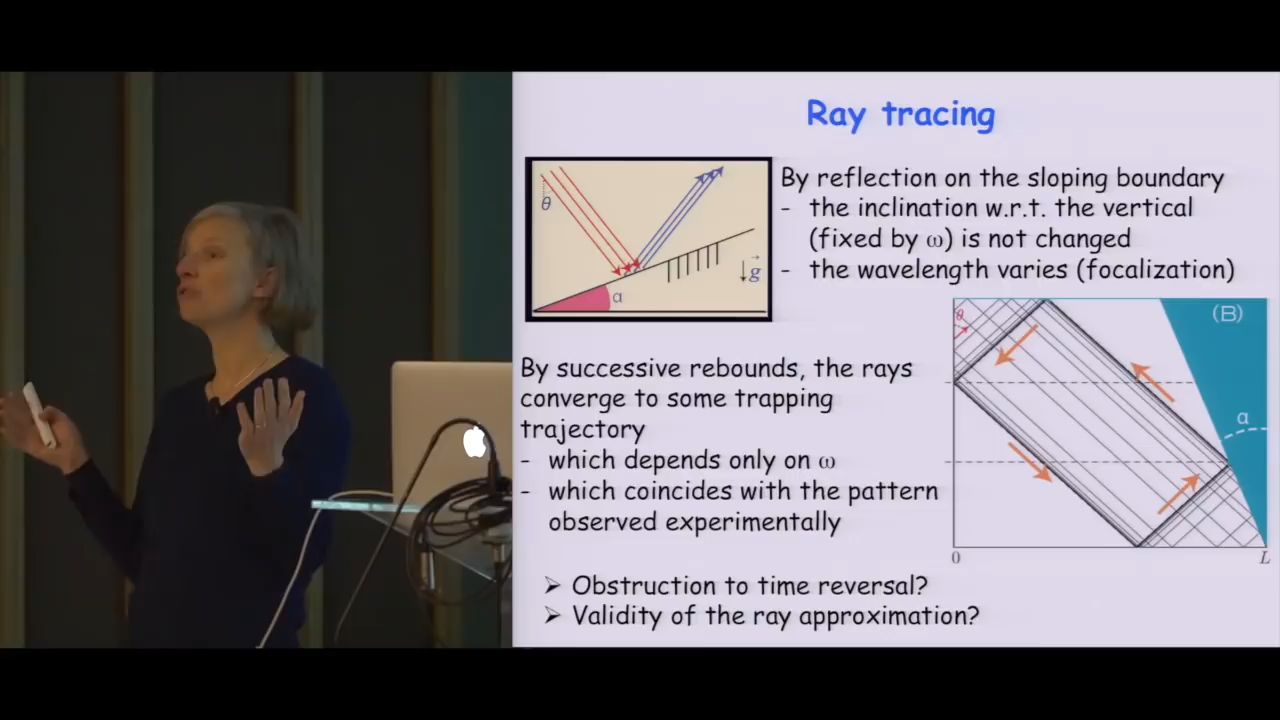 Ray tracing
θ
α
g
By reflection on the sloping boundary
- the inclination w.r.t. the vertical
(fixed by ω) is not changed
- the wavelength varies (focalization)
By successive rebounds, the rays
converge to some trapping
trajectory
- which depends only on ω
- which coincides with the pattern
observed experimentally
θ
(B)
α
0
L
➢ Obstruction to time reversal?
➢ Validity of the ray approximation?